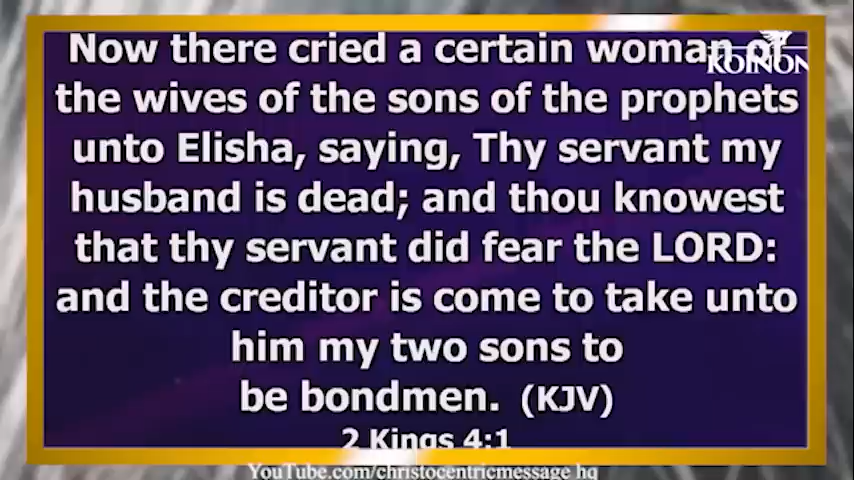 Now there cried a certain woman of
KOINON
the wives of the sons of the prophets
unto Elisha, saying, Thy servant my
husband is dead; and thou knowest
that thy servant did fear the LORD:
and the creditor is come to take unto
him my two sons to
be bondmen. (KJV)
2 Kings 4:1
YouTube.com/christocentricmessage hq